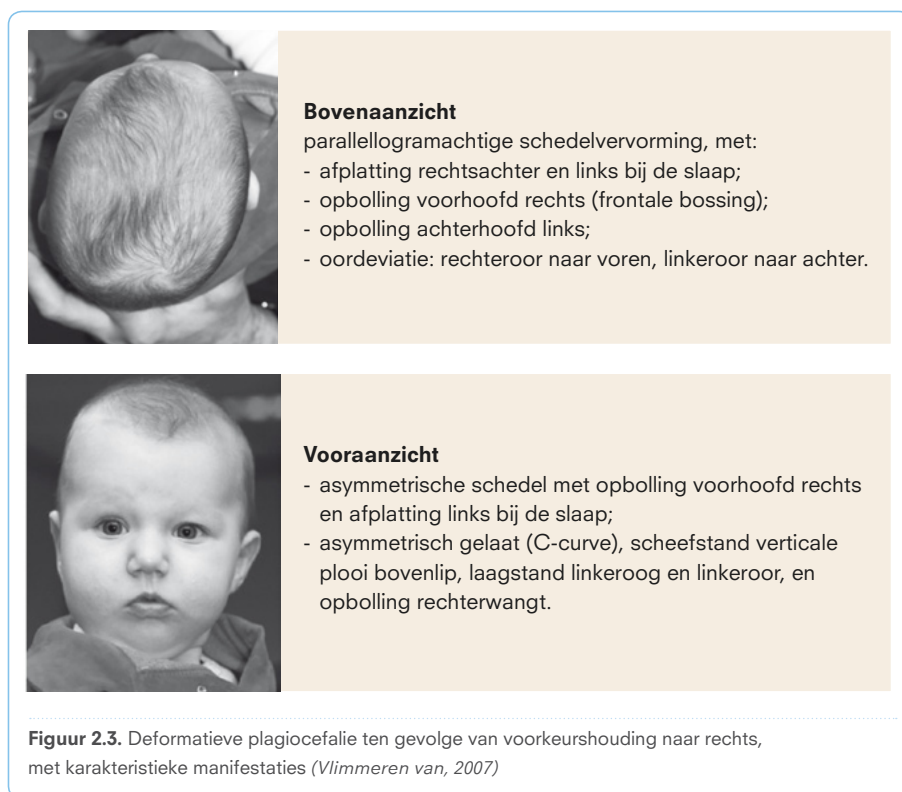 Bovenaanzicht
parallellogramachtige schedelvervorming, met:
- afplatting rechtsachter en links bij de slaap;
- opbolling voorhoofd rechts (frontale bossing);
- opbolling achterhoofd links;
- oordeviatie: rechteroor naar voren, linkeroor naar achter.
Vooraanzicht
- asymmetrische schedel met opbolling voorhoofd rechts
en afplatting links bij de slaap;
- asymmetrisch gelaat (C-curve), scheefstand verticale
plooi bovenlip, laagstand linkeroog en linkeroor, en
opbolling rechterwangt.
Figuur 2.3. Deformatieve plagiocefalie ten gevolge van voorkeurshouding naar rechts,
met karakteristieke manifestaties (Vlimmeren van, 2007)